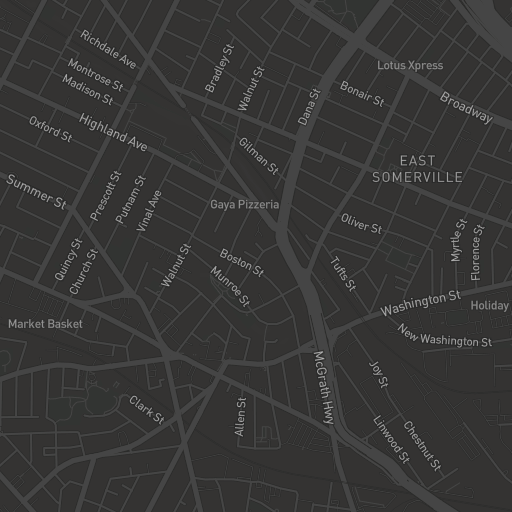 Richdale Ave
Bradley St
Walnut St
Lotus Xpress
Montrose St
Madison St
Dana St
Bonair St
Broadway
Oxford St
Highland Ave
Gilman St
EAST
SOMERVILLE
Summer St
Prescott St
Putnam St
Vinal Ave
Gaya Pizzeria
Oliver St
Myrtle St
Florence St
Quincy St
Church St
Walnut St
Boston St
Munroe St
Tufts St
Washington St
Holiday
Market Basket
New Washington St
McGrath Hwy
Joy St
Clark St
Allen St
Linwood St
Chestnut St